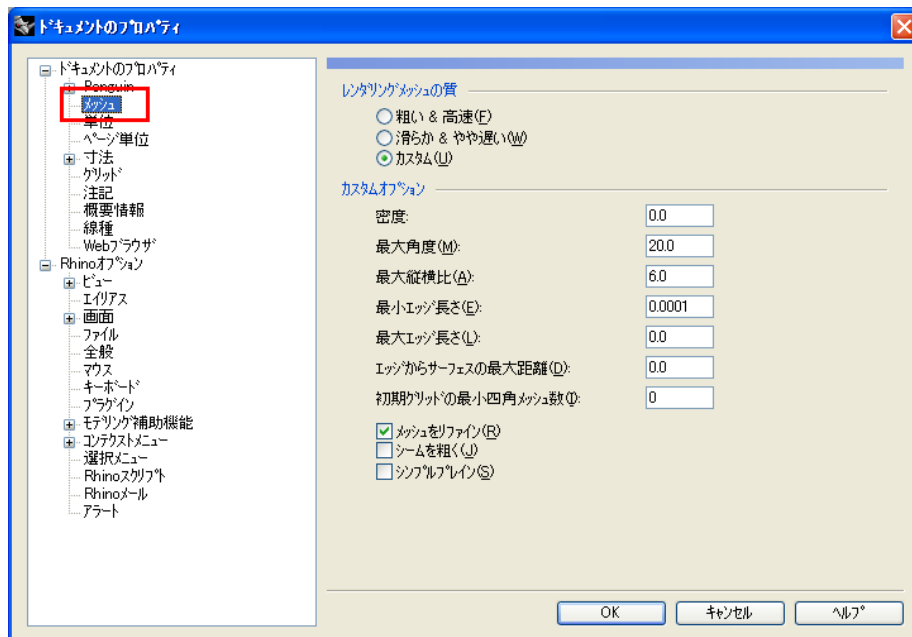 ドキュメントのプロパティ
ドキュメントのプロパティ
Penguin
メッシュ
単位
ページ単位
寸法
グリッド
注記
概要情報
線種
Webブラウザ
Rhinoオプション
ビュー
エイリアス
画面
ファイル
全般
マウス
キーボード
プラグイン
モデリング補助機能
コンテクストメニュー
選択メニュー
Rhinoスクリプト
Rhinoメール
アラート
レンダリングメッシュの質
粗い & 高速(F)
滑らか & やや遅い(W)
カスタム(U)
カスタムオプション
密度: 0.0
最大角度(M): 20.0
最大縦横比(A): 6.0
最小エッジ長さ(E): 0.0001
最大エッジ長さ(L): 0.0
エッジからサーフェスの最大距離(D): 0.0
初期グリッドの最小四角メッシュ数(I): 0
メッシュをリファイン(R)
シームを粗く(J)
シンプルプレイン(S)
OK キャンセル ヘルプ